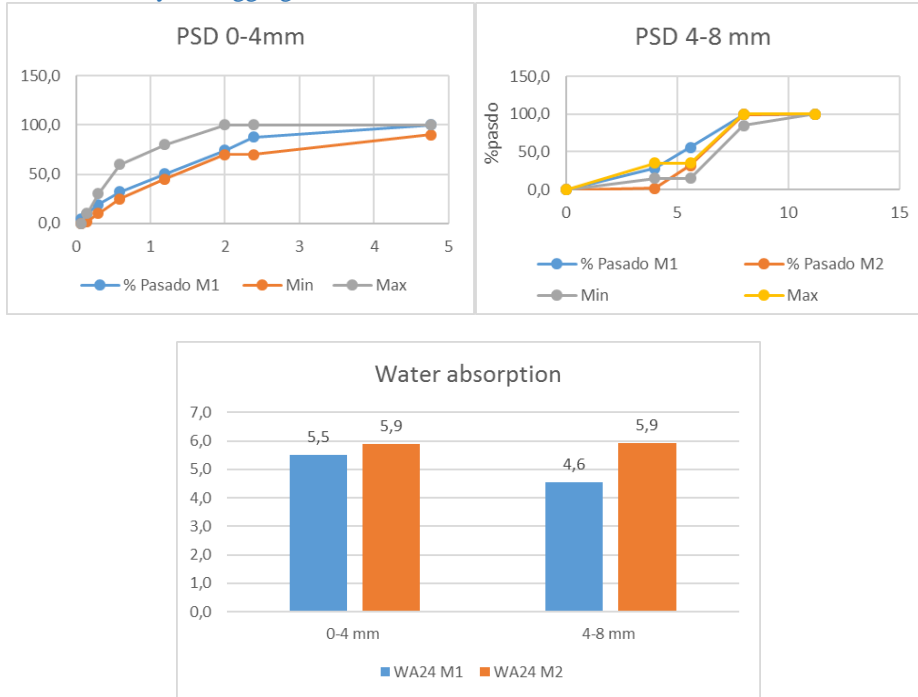 PSD 0-4mm
150,0
100,0
50,0
0,0
0 1 2 3 4 5
% Pasado M1 Min Max
PSD 4-8 mm
%pasdo
150,0
100,0
50,0
0,0
0 5 10 15
% Pasado M1 % Pasado M2
Min Max
Water absorption
7,0
6,0
5,0
4,0
3,0
2,0
1,0
0,0
5,5 5,9 4,6 5,9
0-4 mm 4-8 mm
WA24 M1 WA24 M2